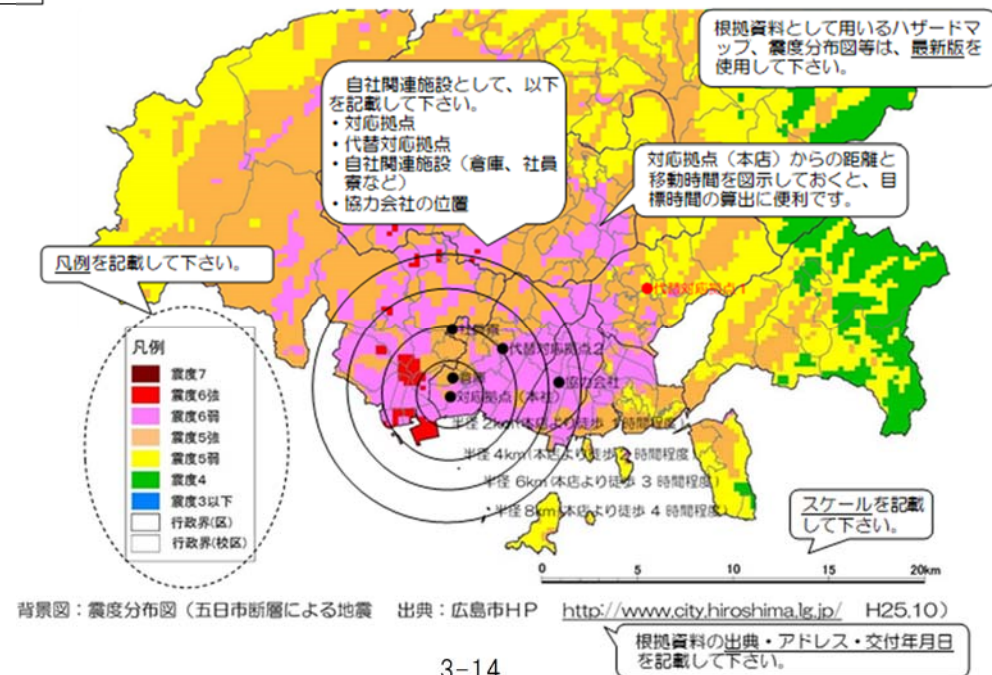 根拠資料として用いるハザードマ
ップ、震度分布図等は、最新版を
使用して下さい。
自社関連施設として、以下
を記載して下さい。
・対応拠点
・代替対応拠点
・自社関連施設（倉庫、社員
寮など）
・協力会社の位置
対応拠点（本店）からの距離と
移動時間を図示しておくと、目
標時間の算出に便利です。
凡例を記載して下さい。
代替対応拠点1
凡例
震度7
震度6強
震度6弱
震度5強
震度5弱
震度4
震度3以下
行政界(区)
行政界(校区)
社員寮
代替対応拠点2
倉庫
協力会社
対応拠点（本社）
半径 2km(本店より徒歩 1時間程度)
半径 4km(本店より徒歩 2 時間程度)
半径 6km(本店より徒歩 3 時間程度)
半径 8km(本店より徒歩 4 時間程度)
スケールを記載
して下さい。
0 5 10 15 20km
背景図：震度分布図（五日市断層による地震　出典：広島市HP　http://www.city.hiroshima.lg.jp/　H25.10）
根拠資料の出典・アドレス・交付年月日
を記載して下さい。
3-14